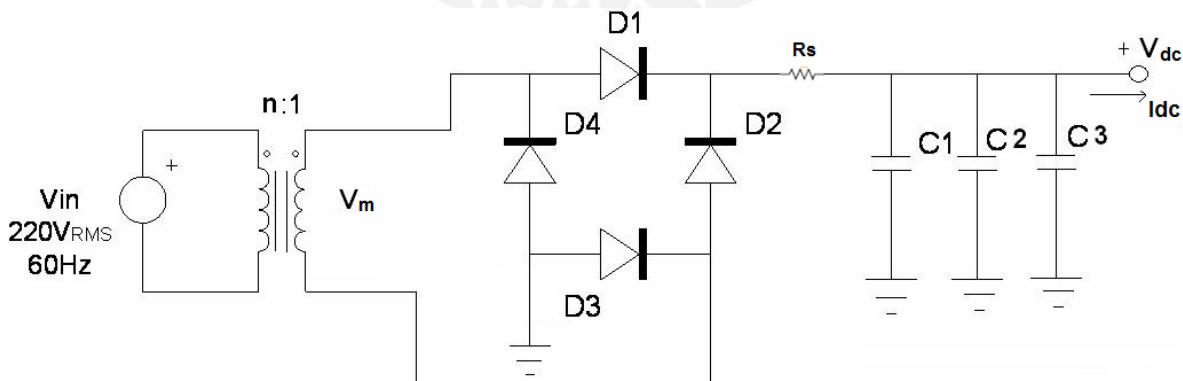 D1
Rs
+ Vdc
Idc
n:1
D4
D2
C1
C2
C3
+
Vin
220VRMS
60Hz
Vm
D3